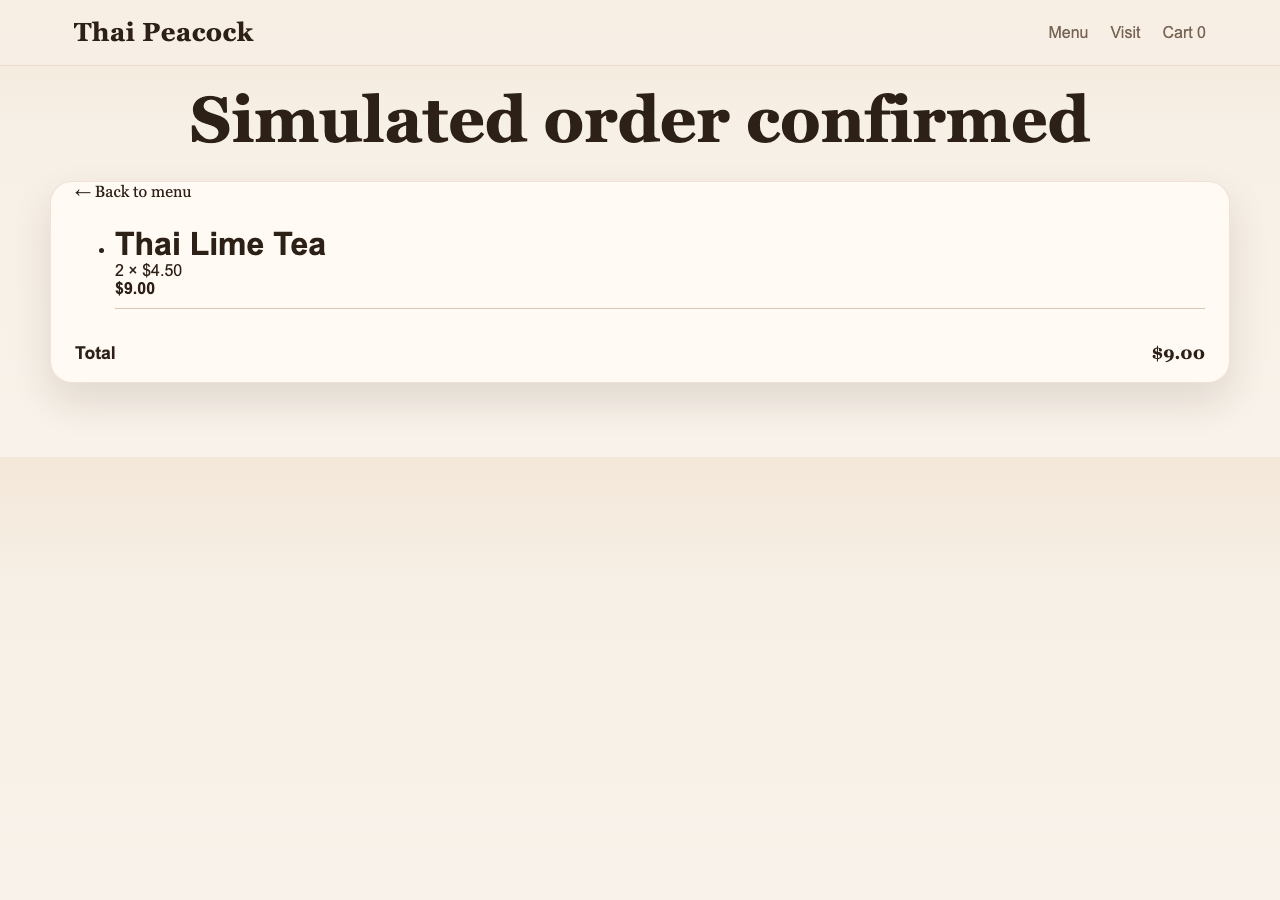 Thai Peacock
Menu Visit Cart 0
Simulated order confirmed
← Back to menu
• Thai Lime Tea
2 × $4.50
$9.00
Total $9.00